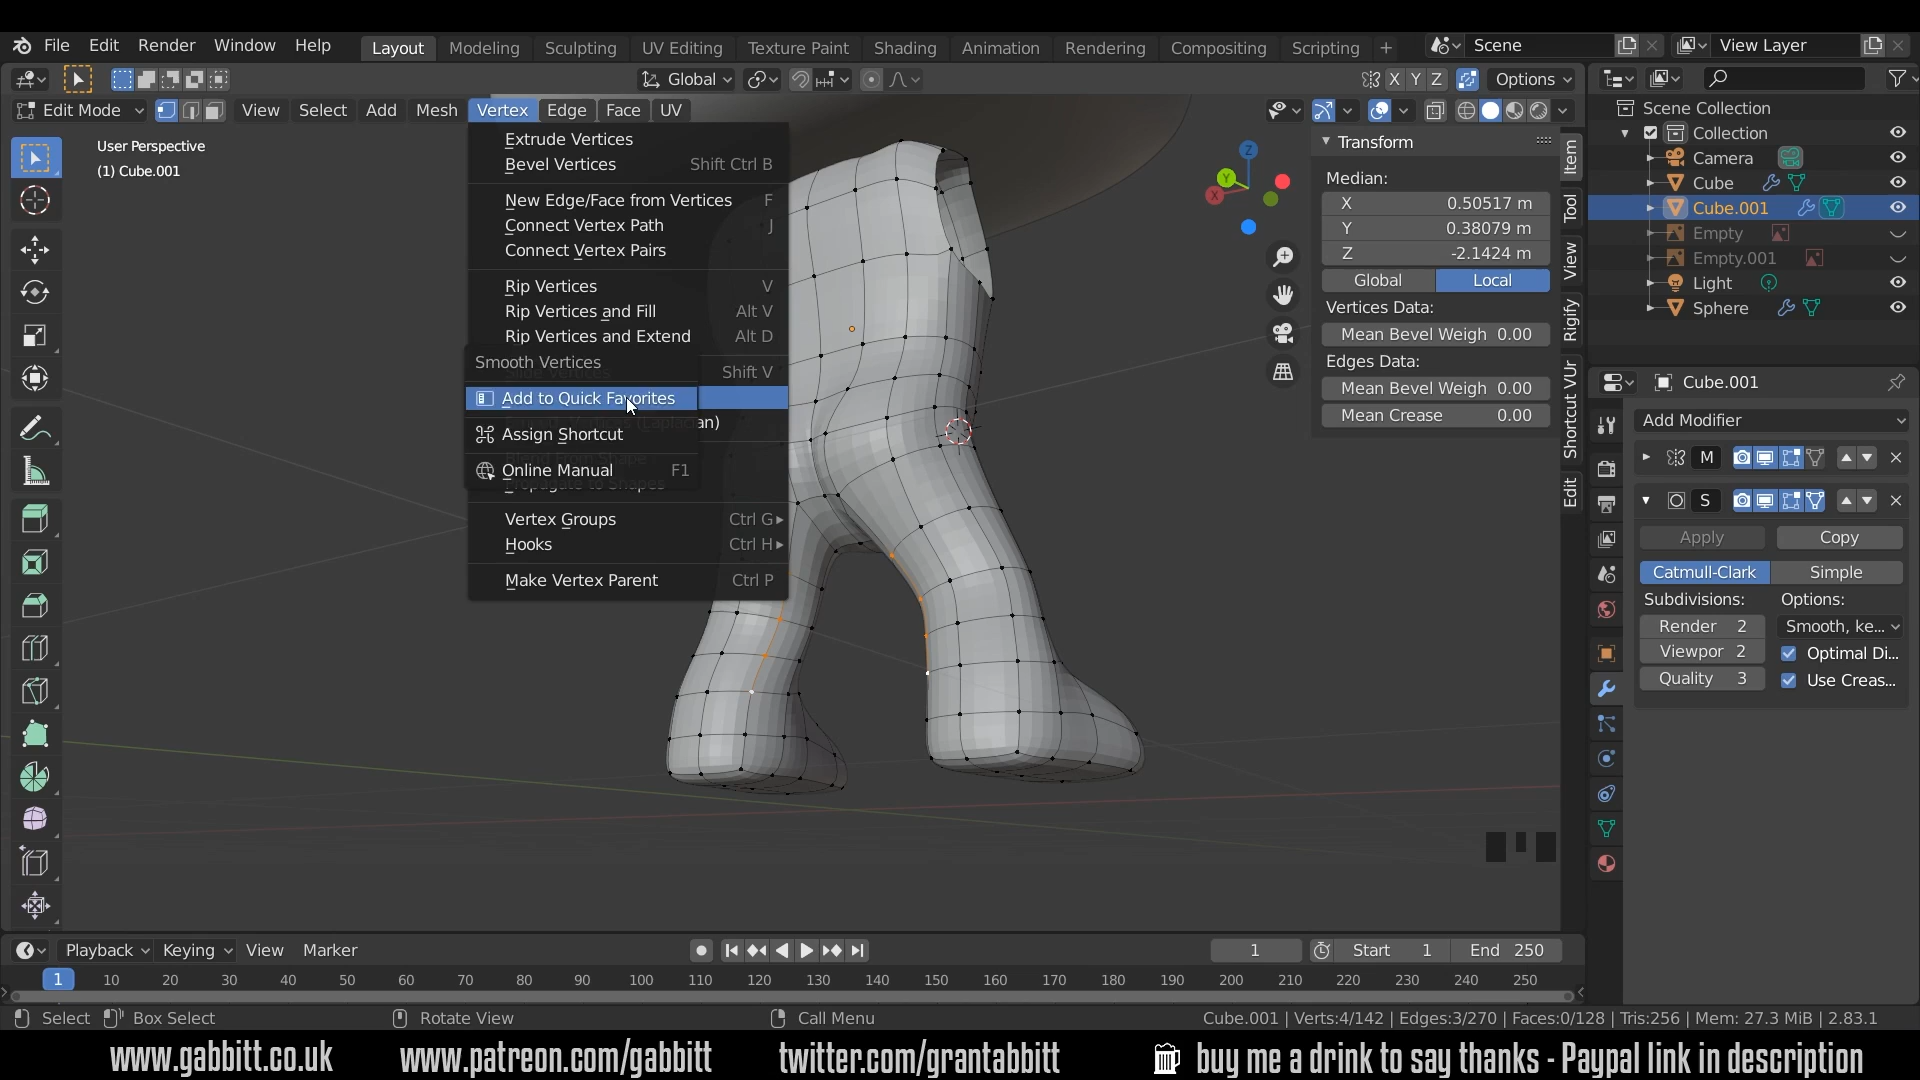 File Edit Render Window Help Layout Modeling Sculpting UV Editing Texture Paint Shading Animation Rendering Compositing Scripting + Scene View Layer
Global X Y Z Options
Edit Mode View Select Add Mesh Vertex Edge Face UV
User Perspective
(1) Cube.001
Extrude Vertices
Bevel Vertices Shift Ctrl B
New Edge/Face from Vertices F
Connect Vertex Path J
Connect Vertex Pairs
Rip Vertices V
Rip Vertices and Fill Alt V
Rip Vertices and Extend Alt D
Smooth Vertices
Shift V
Add to Quick Favorites
Assign Shortcut
Online Manual F1
Propagate to Shapes
Vertex Groups Ctrl G
Hooks Ctrl H
Make Vertex Parent Ctrl P
Z
Y
X
Transform
Median:
X 0.50517 m
Y 0.38079 m
Z -2.1424 m
Global Local
Vertices Data:
Mean Bevel Weigh 0.00
Edges Data:
Mean Bevel Weigh 0.00
Mean Crease 0.00
Item
Tool
View
Rigify
Shortcut VUr
Edit
Scene Collection
Collection
Camera
Cube
Cube.001
Empty
Empty.001
Light
Sphere
Cube.001
Add Modifier
M
S
Apply Copy
Catmull-Clark Simple
Subdivisions: Options:
Render 2 Smooth, ke...
Viewpor 2 Optimal Di...
Quality 3 Use Creas...
Playback Keying View Marker 1 Start 1 End 250
1 10 20 30 40 50 60 70 80 90 100 110 120 130 140 150 160 170 180 190 200 210 220 230 240 250
Select Box Select Rotate View Call Menu Cube.001 | Verts:4/142 | Edges:3/270 | Faces:0/128 | Tris:256 | Mem: 27.3 MiB | 2.83.1
www.gabbitt.co.uk www.patreon.com/gabbitt twitter.com/grantabbitt buy me a drink to say thanks - Paypal link in description